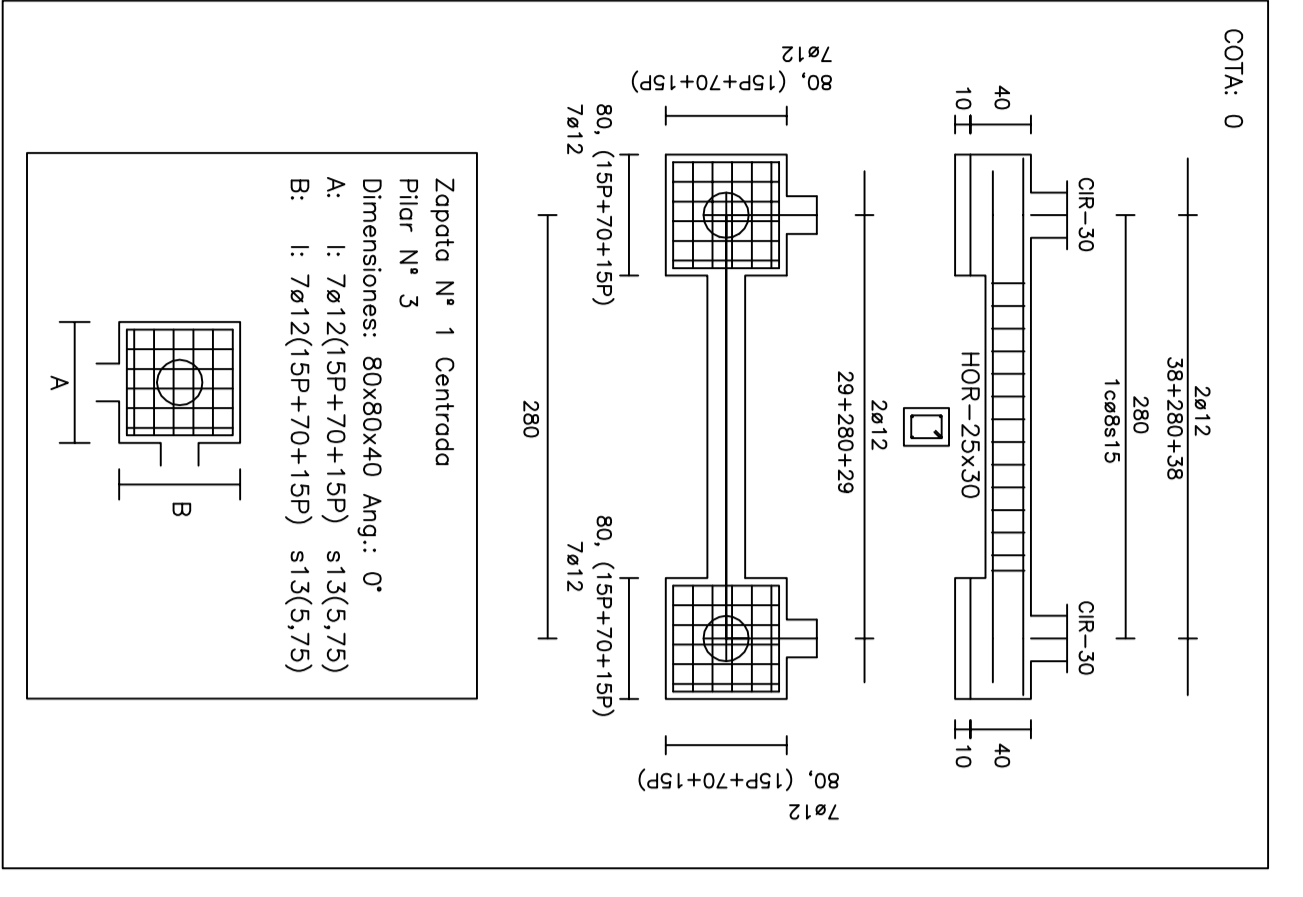 COTA: 0
2ø12
38+280+38
280
1cø8s15
CIR-30
CIR-30
40
10
40
10
HOR-25x30
2ø12
29+280+29
80, (15P+70+15P)
7ø12
80, (15P+70+15P)
7ø12
80, (15P+70+15P)
7ø12
80, (15P+70+15P)
7ø12
280
Zapata N° 1 Centrada
Pilar N° 3
Dimensiones: 80x80x40 Ang.: 0°
A: I: 7ø12(15P+70+15P) s13(5,75)
B: I: 7ø12(15P+70+15P) s13(5,75)
B
A